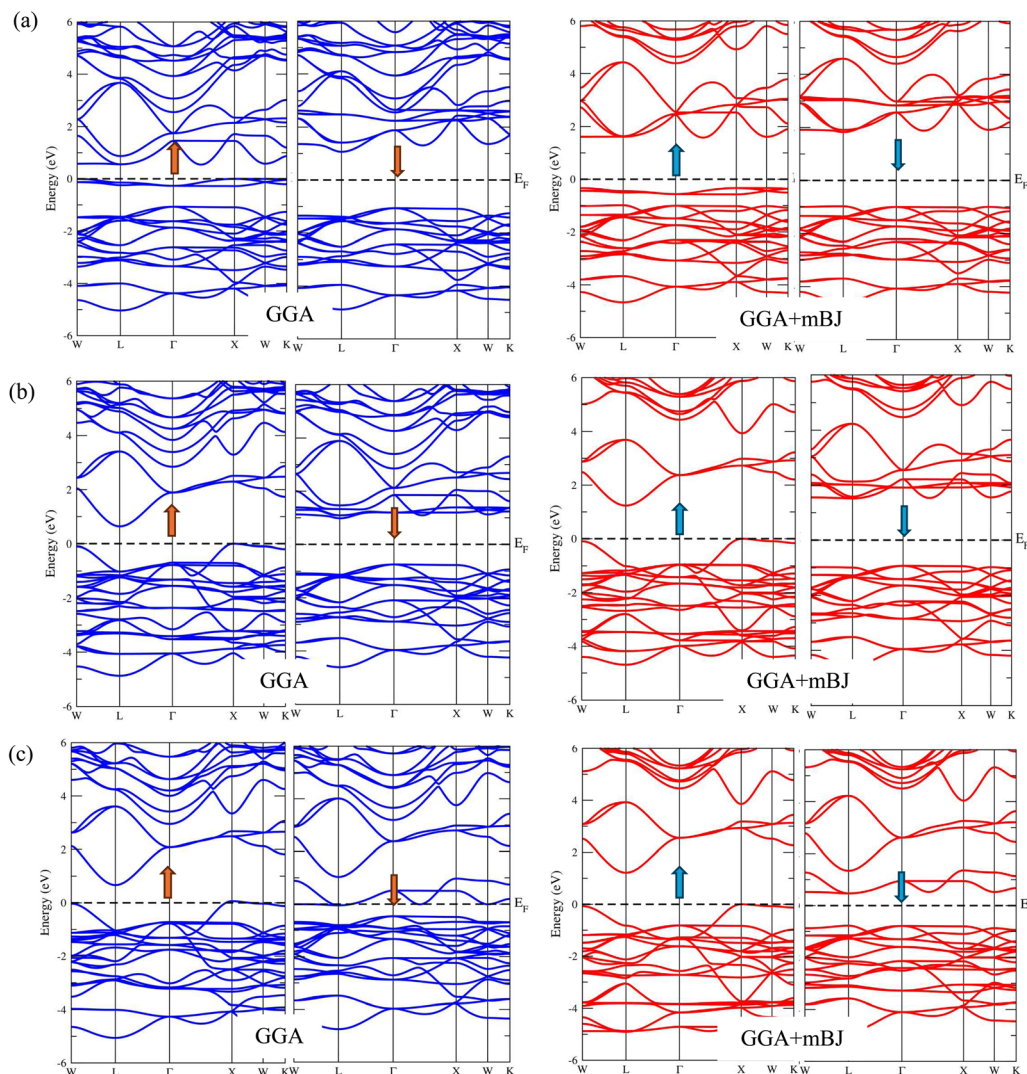 (a)
6
4
2
0
-2
-4
-6
Energy (eV)
E_F
GGA
W L Γ X W K W L Γ X W K
6
4
2
0
-2
-4
-6
Energy (eV)
E_F
GGA+mBJ
W L Γ X W K W L Γ X W K
(b)
6
4
2
0
-2
-4
-6
Energy (eV)
E_F
GGA
W L Γ X W K W L Γ X W K
6
4
2
0
-2
-4
-6
Energy (eV)
E_F
GGA+mBJ
W L Γ X W K W L Γ X W K
(c)
6
4
2
0
-2
-4
-6
Energy (eV)
E_F
GGA
W L Γ X W K W L Γ X W K
6
4
2
0
-2
-4
-6
Energy (eV)
E
GGA+mBJ
W L Γ X W K W L Γ X W K